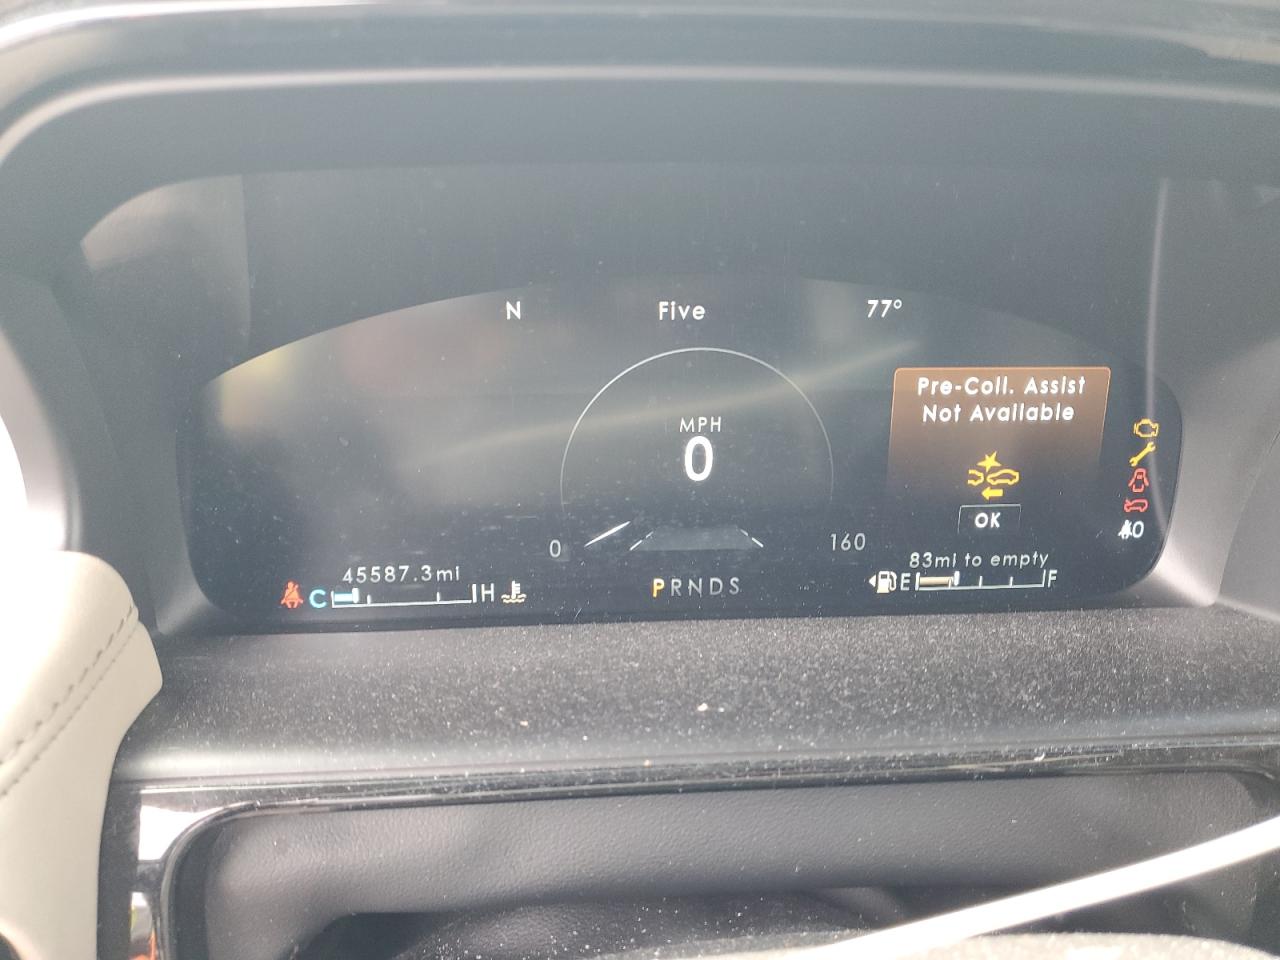 N Five 77°
Pre-Coll. Assist
Not Available
MPH
0
OK
0 160
45587.3mi 83mi to empty
C H PRNDS E F